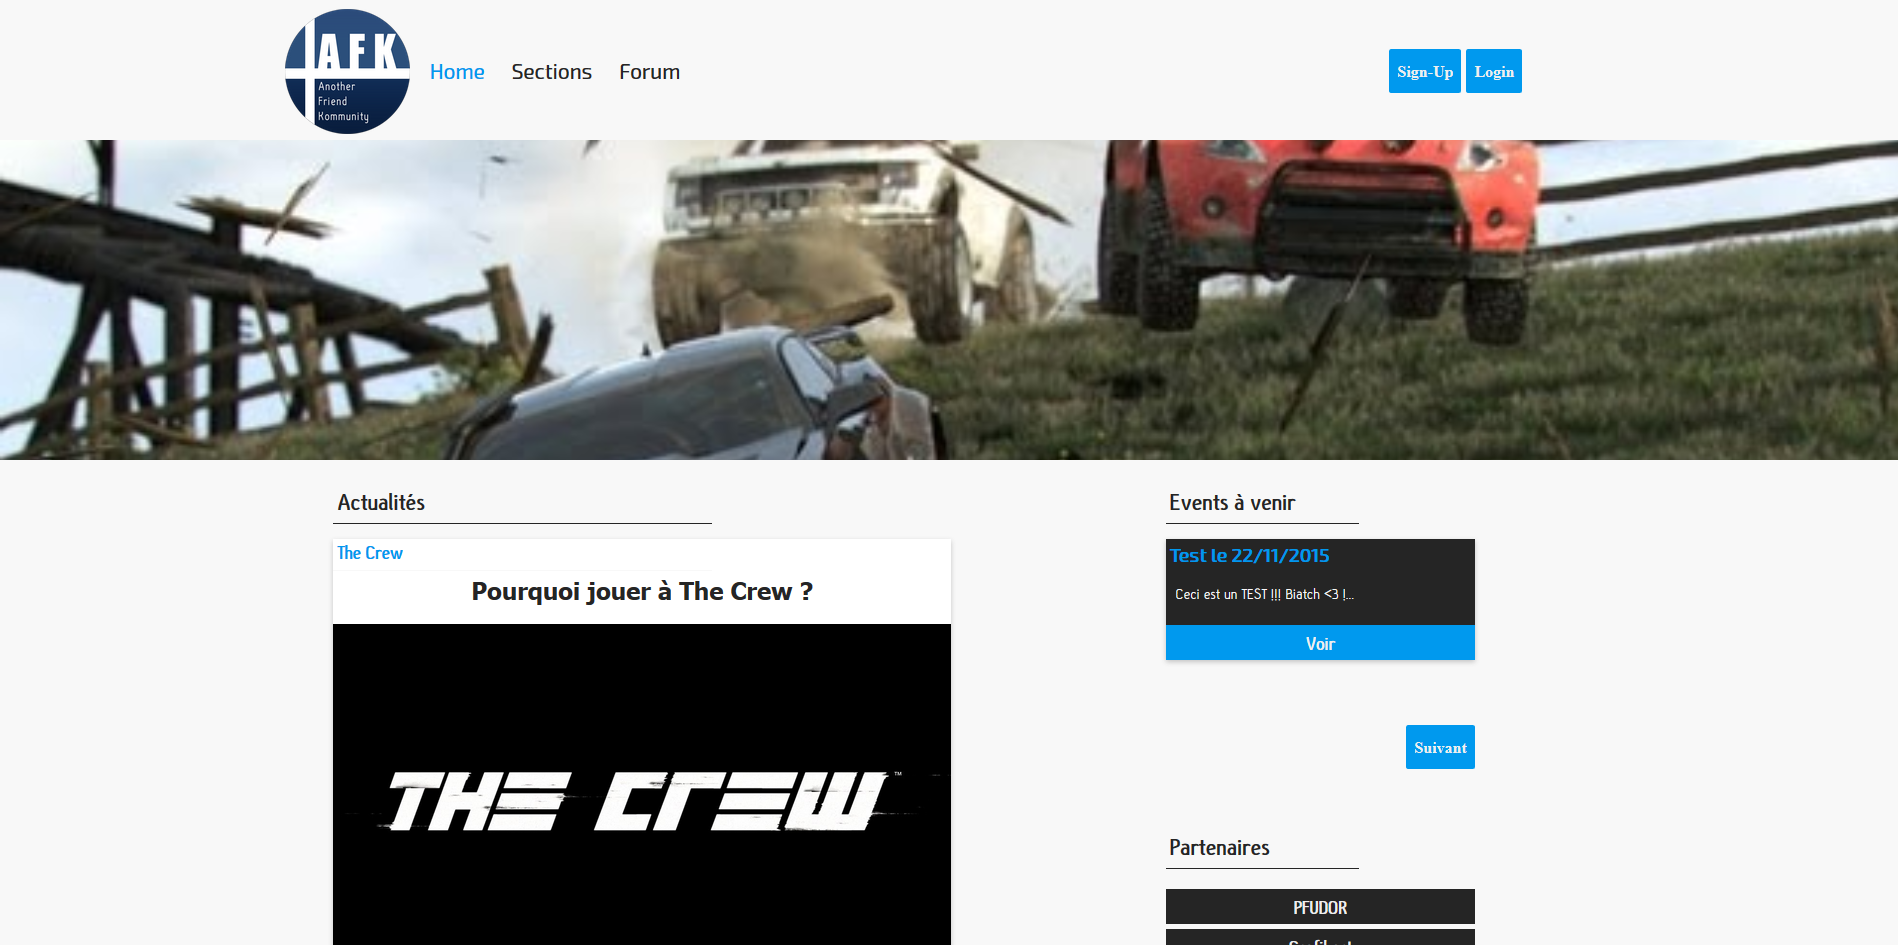 AFK
Another
Friend
Kommunity
Home Sections Forum
Sign-Up Login
Actualités
The Crew
Pourquoi jouer à The Crew ?
THE CREW™
Events à venir
Test le 22/11/2015
Ceci est un TEST !!! Biatch <3 !...
Voir
Suivant
Partenaires
PFUDOR